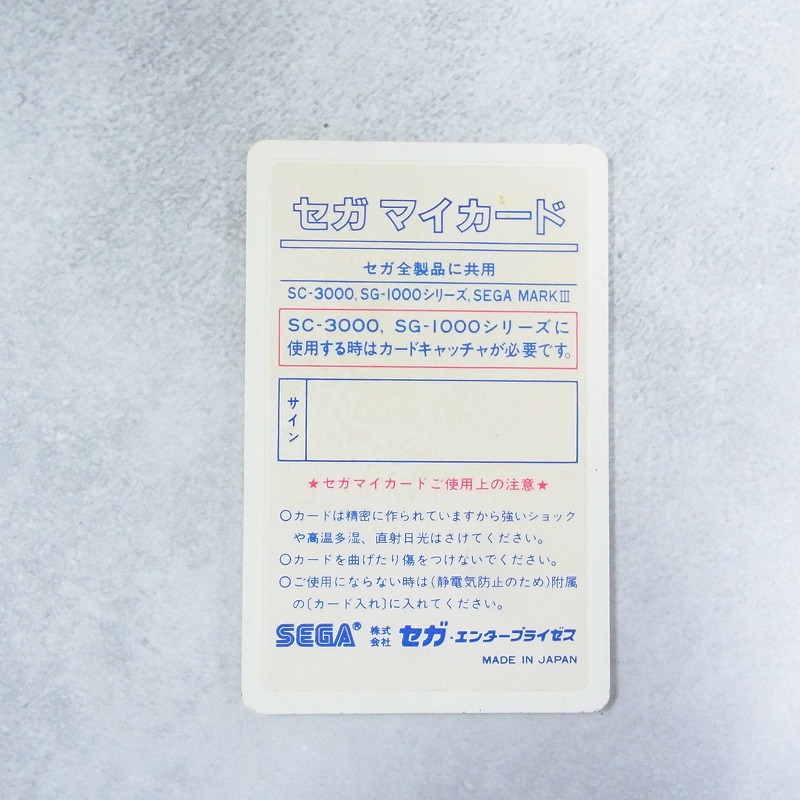 セガ マイカード
セガ全製品に共用
SC-3000, SG-1000シリーズ, SEGA MARKⅢ
SC-3000, SG-1000シリーズに
使用する時はカードキャッチャが必要です。
サイン
★セガマイカードご使用上の注意★
○カードは精密に作られていますから強いショック
や高温多湿、直射日光はさけてください。
○カードを曲げたり傷をつけないでください。
○ご使用にならない時は(静電気防止のため)附属
の〔カード入れ〕に入れてください。
SEGA® 株式会社 セガ・エンタープライゼス
MADE IN JAPAN